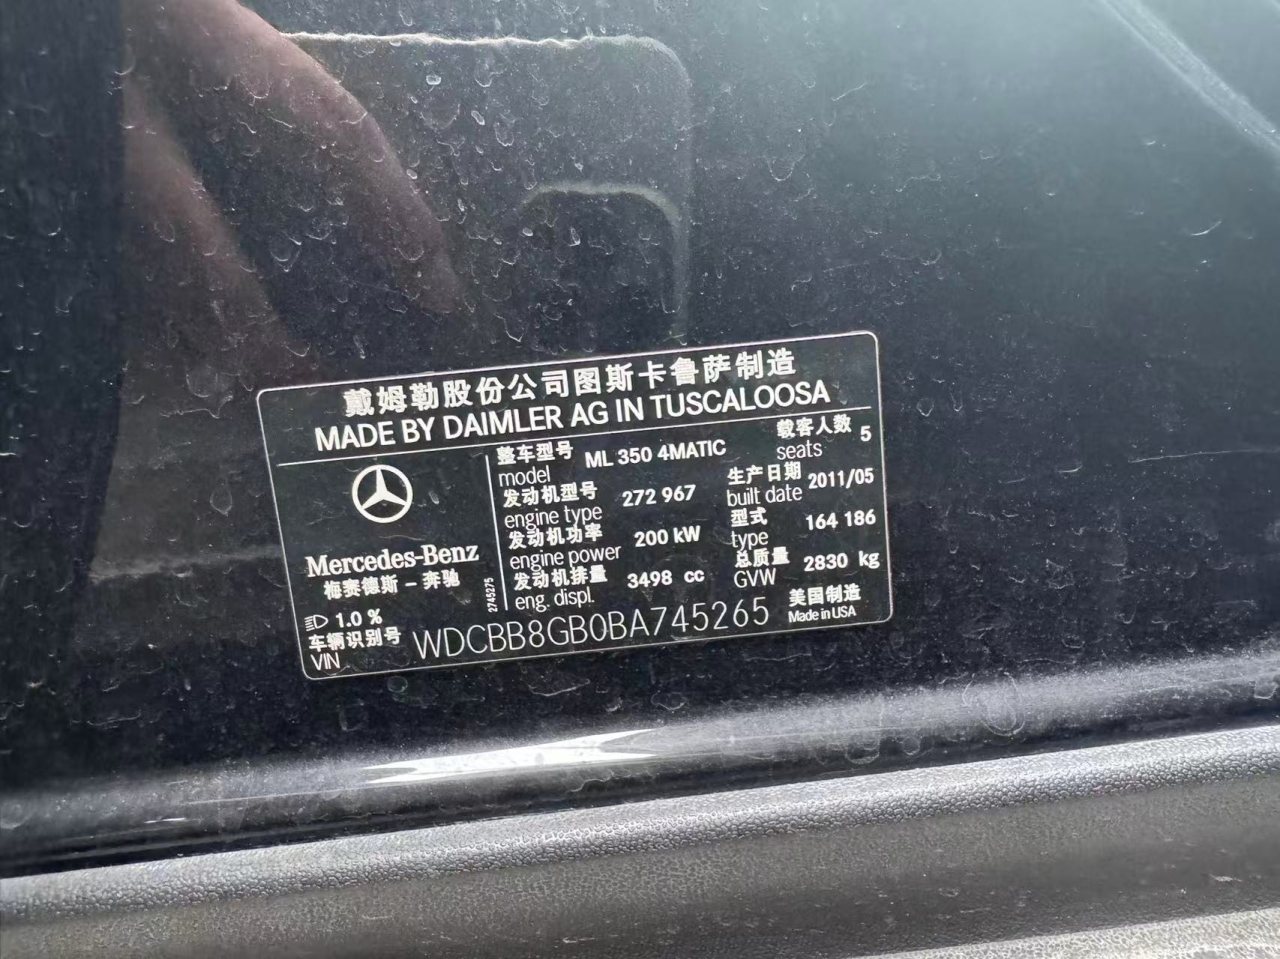 戴姆勒股份公司图斯卡鲁萨制造
MADE BY DAIMLER AG IN TUSCALOOSA
Mercedes-Benz
梅赛德斯－奔驰
1.0 %
2745275
整车型号 ML 350 4MATIC 载客人数 5
model seats
发动机型号 272 967 生产日期 2011/05
engine type built date
发动机功率 200 kW 型式 164 186
engine power type
发动机排量 3498 cc 总质量 2830 kg
eng. displ. GVW
车辆识别号 WDCBB8GB0BA745265 美国制造
VIN Made in USA